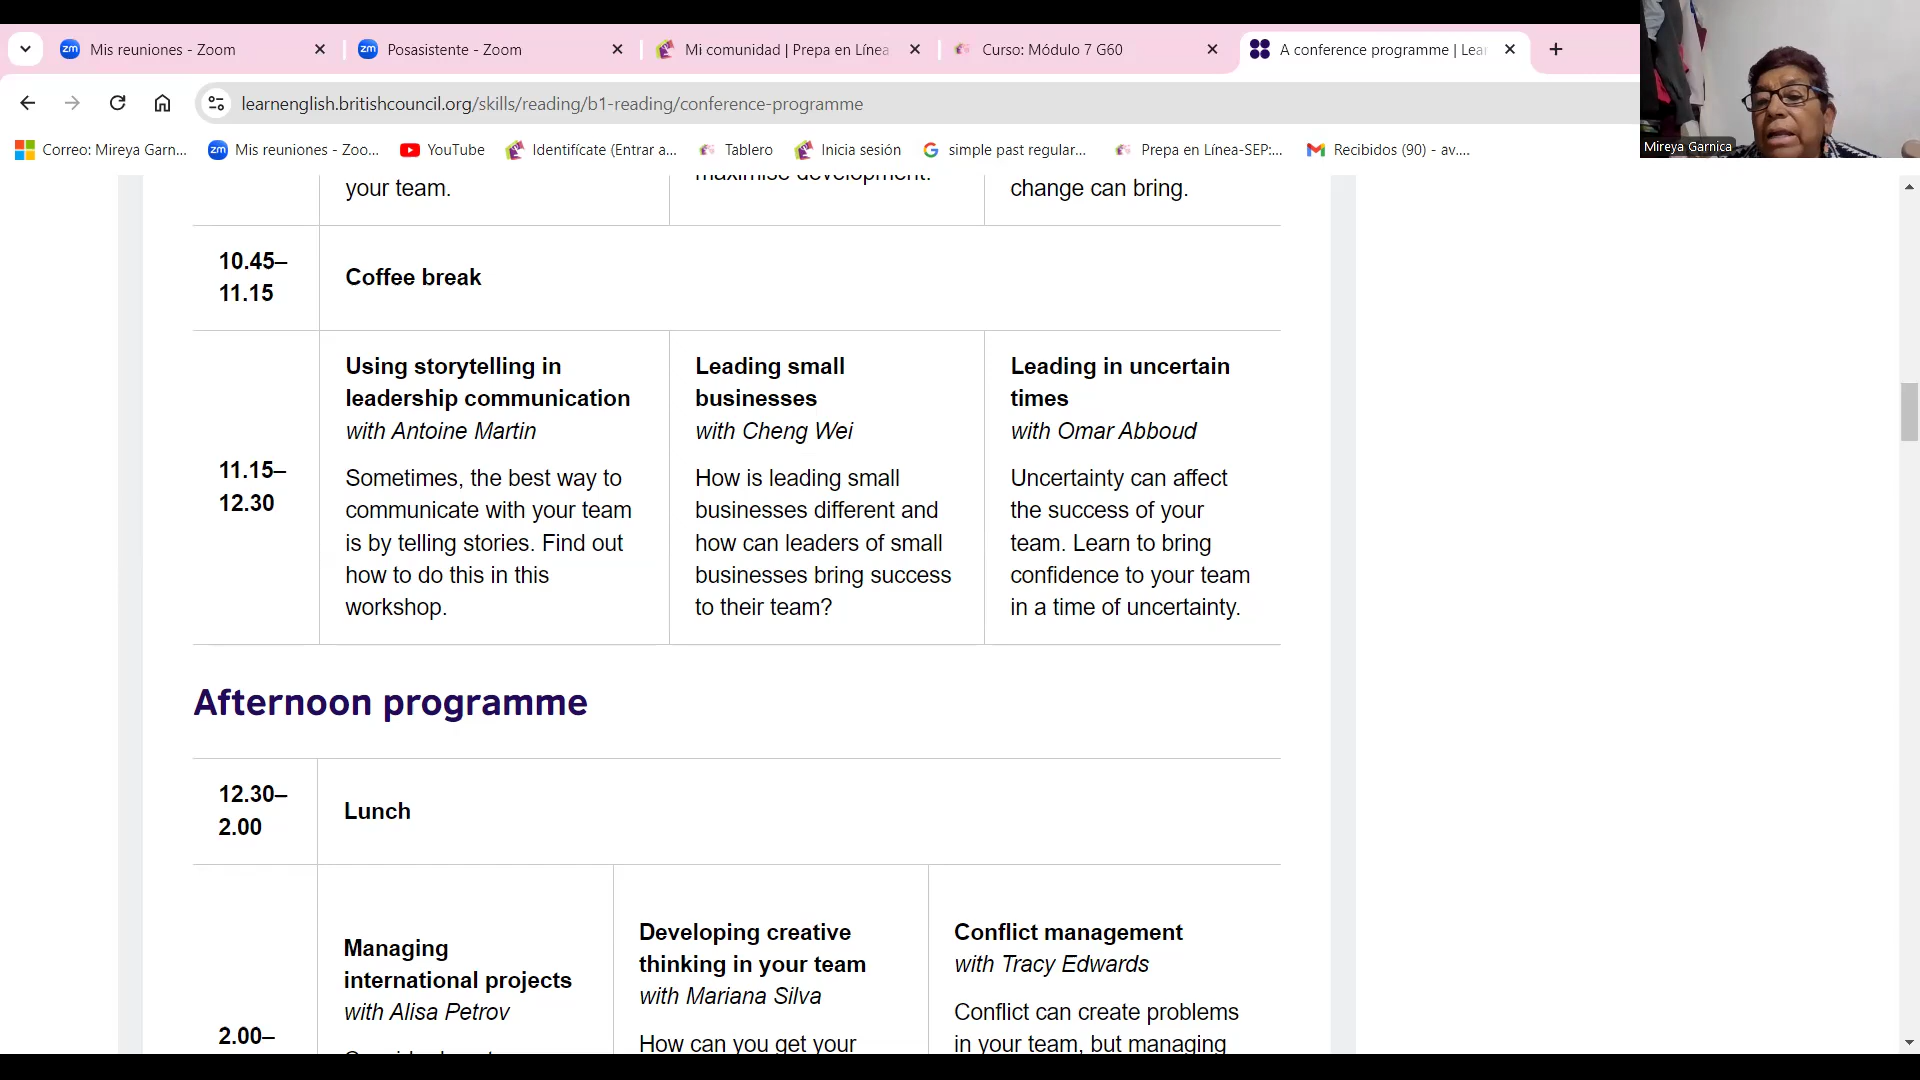 Mis reuniones - Zoom
Posasistente - Zoom
Mi comunidad | Prepa en Línea
Curso: Módulo 7 G60
A conference programme | Lear
learnenglish.britishcouncil.org/skills/reading/b1-reading/conference-programme
Correo: Mireya Garn...
Mis reuniones - Zoo...
YouTube
Identifícate (Entrar a...
Tablero
Inicia sesión
simple past regular...
Prepa en Línea-SEP:...
Recibidos (90) - av....
Mireya Garnica
your team.
maximise development.
change can bring.
10.45–
11.15
Coffee break
11.15–
12.30
Using storytelling in
leadership communication
with Antoine Martin
Sometimes, the best way to
communicate with your team
is by telling stories. Find out
how to do this in this
workshop.
Leading small
businesses
with Cheng Wei
How is leading small
businesses different and
how can leaders of small
businesses bring success
to their team?
Leading in uncertain
times
with Omar Abboud
Uncertainty can affect
the success of your
team. Learn to bring
confidence to your team
in a time of uncertainty.
Afternoon programme
12.30–
2.00
Lunch
2.00–
Managing
international projects
with Alisa Petrov
Developing creative
thinking in your team
with Mariana Silva
How can you get your
Conflict management
with Tracy Edwards
Conflict can create problems
in your team, but managing